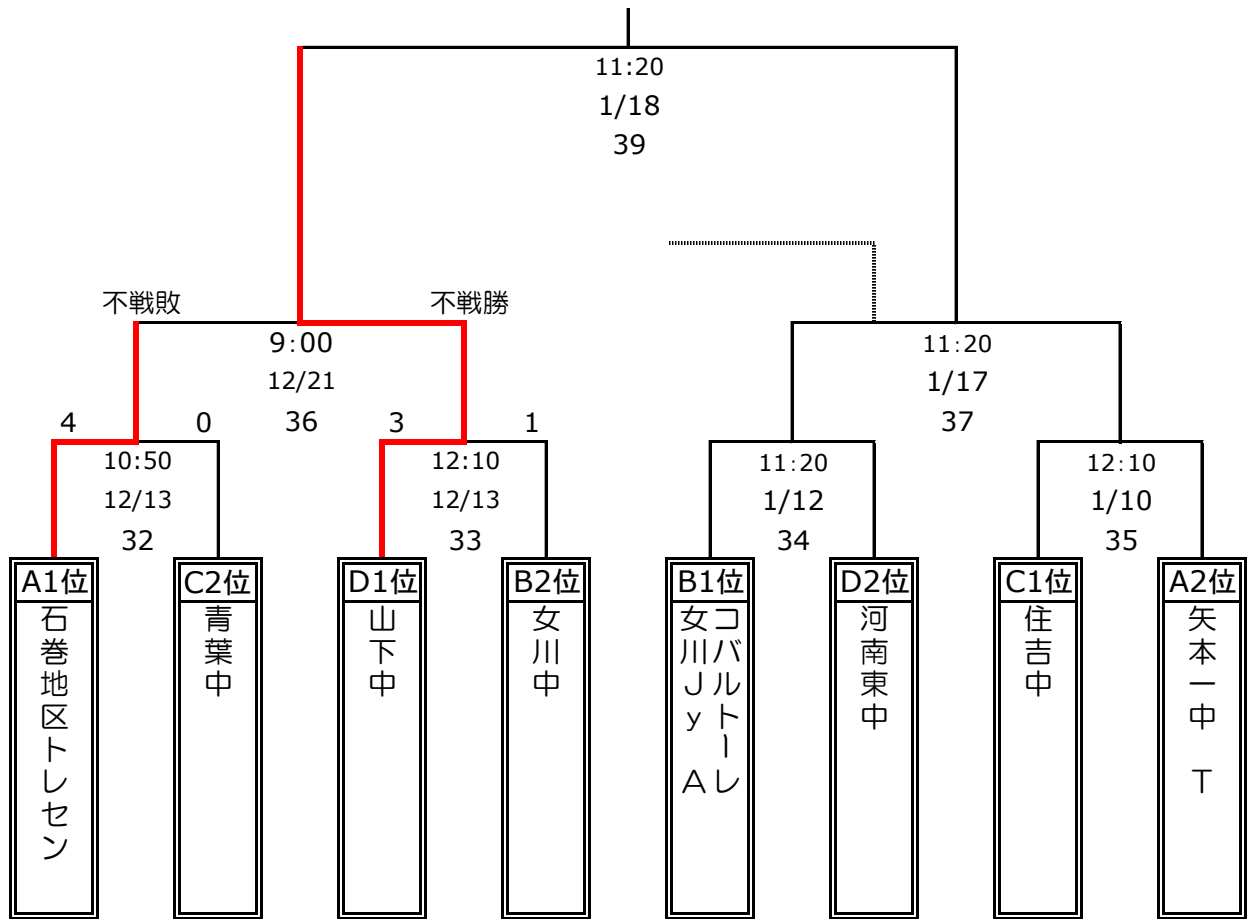 11:20
1/18
39
不戦敗
不戦勝
9:00
12/21
36
11:20
1/17
37
4
0
3
1
10:50
12/13
32
12:10
12/13
33
11:20
1/12
34
12:10
1/10
35
A1位
石巻地区トレセン
C2位
青葉中
D1位
山下中
B2位
女川中
B1位
コバルトーレ
女川Jy A
D2位
河南東中
C1位
住吉中
A2位
矢本一中 T